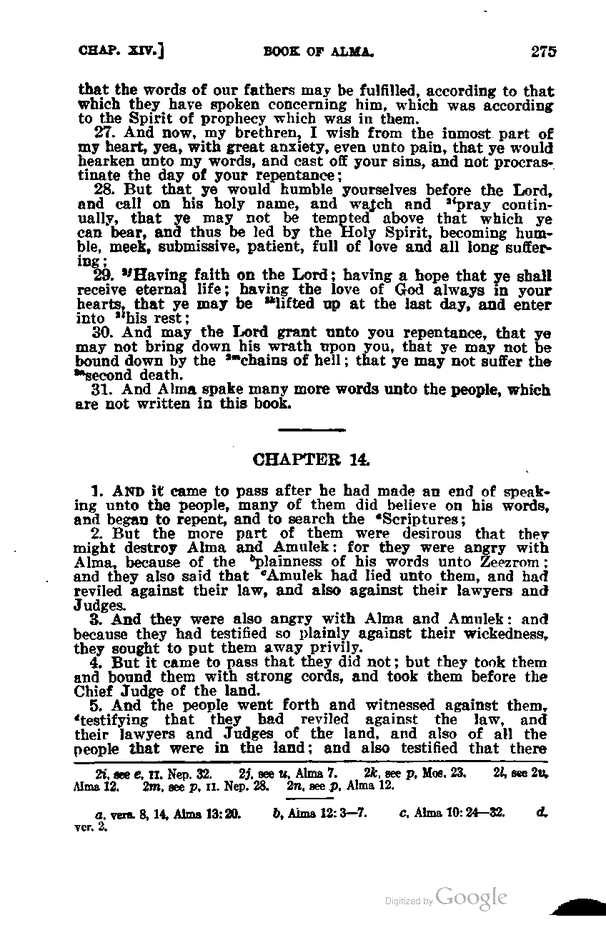 CHAP. XIV.] BOOK OF ALMA. 275
that the words of our fathers may be fulfilled, according to that
which they have spoken concerning him, which was according
to the Spirit of prophecy which was in them.
27. And now, my brethren, I wish from the inmost part of
my heart, yea, with great anxiety, even unto pain, that ye would
hearken unto my words, and cast off your sins, and not procras-
tinate the day of your repentance;
28. But that ye would humble yourselves before the Lord,
and call on his holy name, and watch and ²ⁱpray contin-
ually, that ye may not be tempted above that which ye
can bear, and thus be led by the Holy Spirit, becoming hum-
ble, meek, submissive, patient, full of love and all long suffer-
ing;
29. ²ʲHaving faith on the Lord; having a hope that ye shall
receive eternal life; having the love of God always in your
hearts, that ye may be ²ᵏlifted up at the last day, and enter
into ²ˡhis rest;
30. And may the Lord grant unto you repentance, that ye
may not bring down his wrath upon you, that ye may not be
bound down by the ²ᵐchains of hell; that ye may not suffer the
²ⁿsecond death.
31. And Alma spake many more words unto the people, which
are not written in this book.
CHAPTER 14.
1. AND it came to pass after he had made an end of speak-
ing unto the people, many of them did believe on his words,
and began to repent, and to search the ᵃScriptures;
2. But the more part of them were desirous that they
might destroy Alma and Amulek: for they were angry with
Alma, because of the ᵇplainness of his words unto Zeezrom;
and they also said that ᶜAmulek had lied unto them, and had
reviled against their law, and also against their lawyers and
Judges.
3. And they were also angry with Alma and Amulek: and
because they had testified so plainly against their wickedness,
they sought to put them away privily.
4. But it came to pass that they did not; but they took them
and bound them with strong cords, and took them before the
Chief Judge of the land.
5. And the people went forth and witnessed against them,
ᵈtestifying that they had reviled against the law, and
their lawyers and Judges of the land, and also of all the
people that were in the land; and also testified that there
2i, see e, II. Nep. 32. 2j, see u, Alma 7. 2k, see p, Mos. 23. 2l, see 2u,
Alma 12. 2m, see p, II. Nep. 28. 2n, see p, Alma 12.
a, vers. 8, 14, Alma 13: 20. b, Alma 12: 3—7. c, Alma 10: 24—32. d,
ver. 2.
Digitized by Google